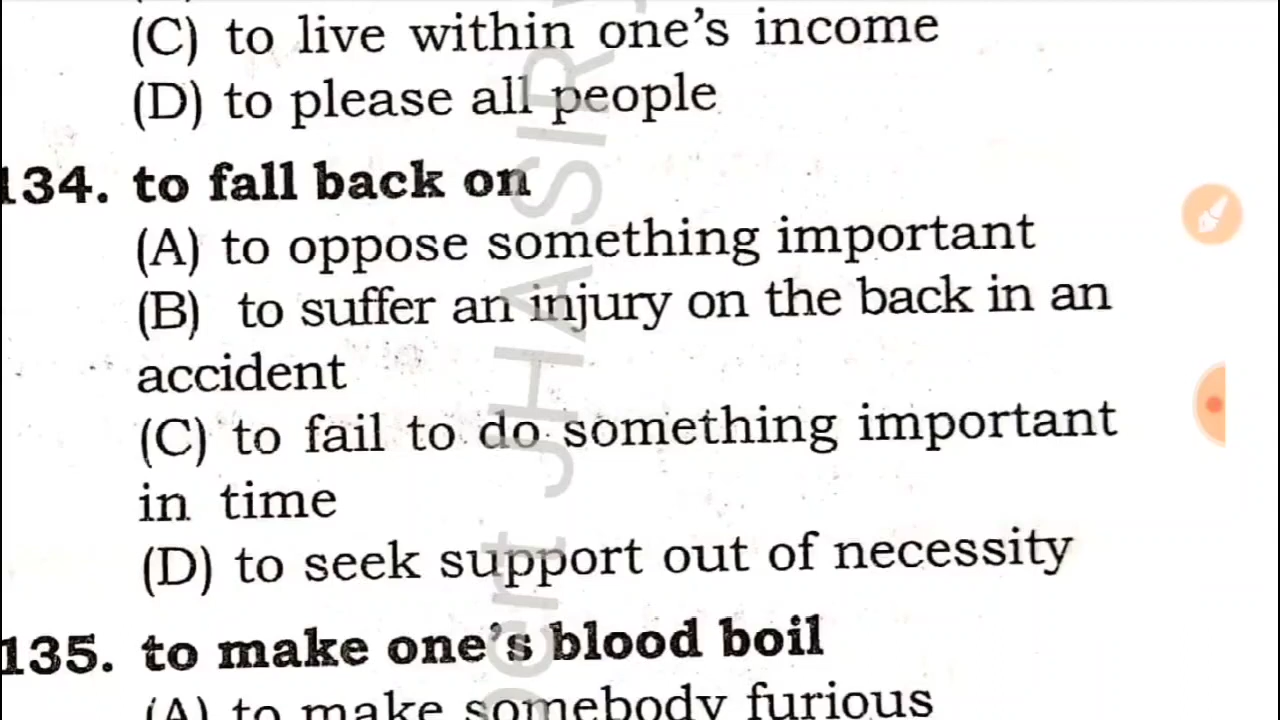 (C) to live within one's income
(D) to please all people
134. to fall back on
(A) to oppose something important
(B) to suffer an injury on the back in an
accident
(C) to fail to do something important
in time
(D) to seek support out of necessity
135. to make one's blood boil
(A) to make somebody furious